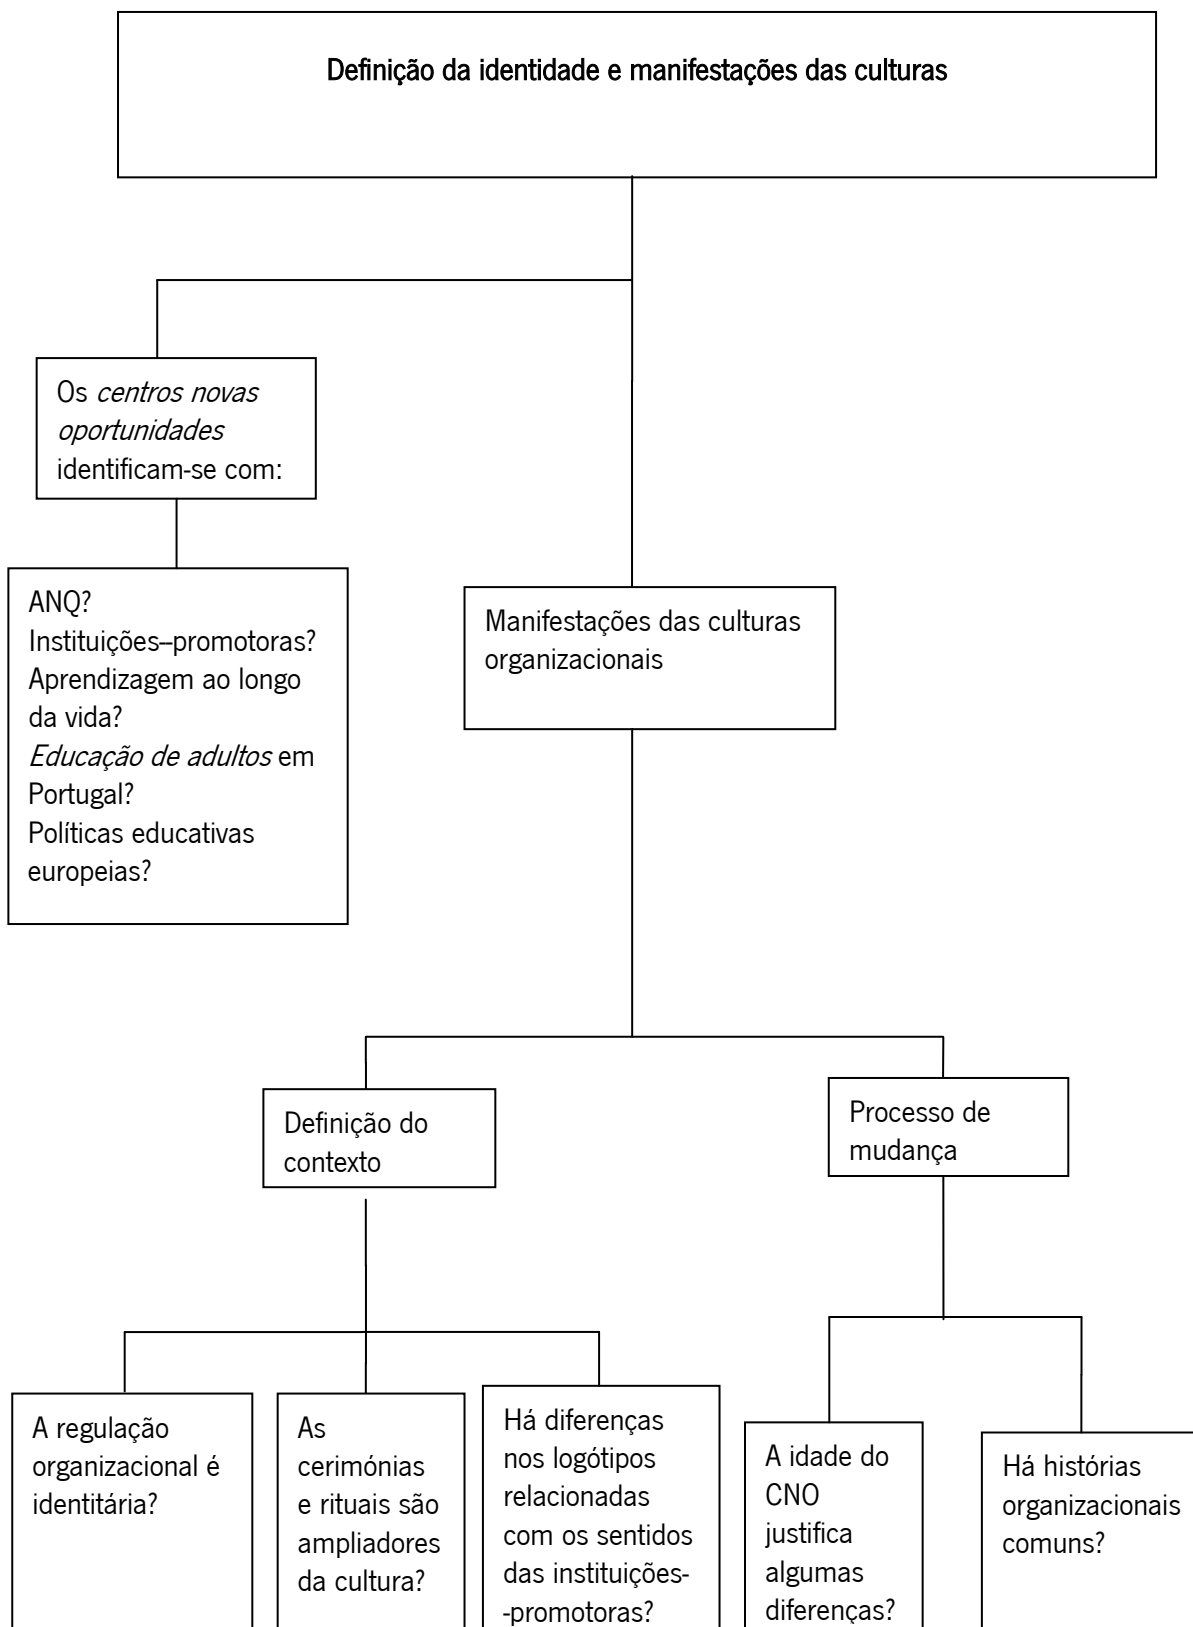 Definição da identidade e manifestações das culturas
Os centros novas
oportunidades
identificam-se com:
ANQ?
Instituições--promotoras?
Aprendizagem ao longo
da vida?
Educação de adultos em
Portugal?
Políticas educativas
europeias?
Manifestações das culturas
organizacionais
Definição do
contexto
Processo de
mudança
A regulação
organizacional é
identitária?
As
cerimónias
e rituais são
ampliadores
da cultura?
Há diferenças
nos logótipos
relacionadas
com os sentidos
das instituições-
-promotoras?
A idade do
CNO
justifica
algumas
diferenças?
Há histórias
organizacionais
comuns?